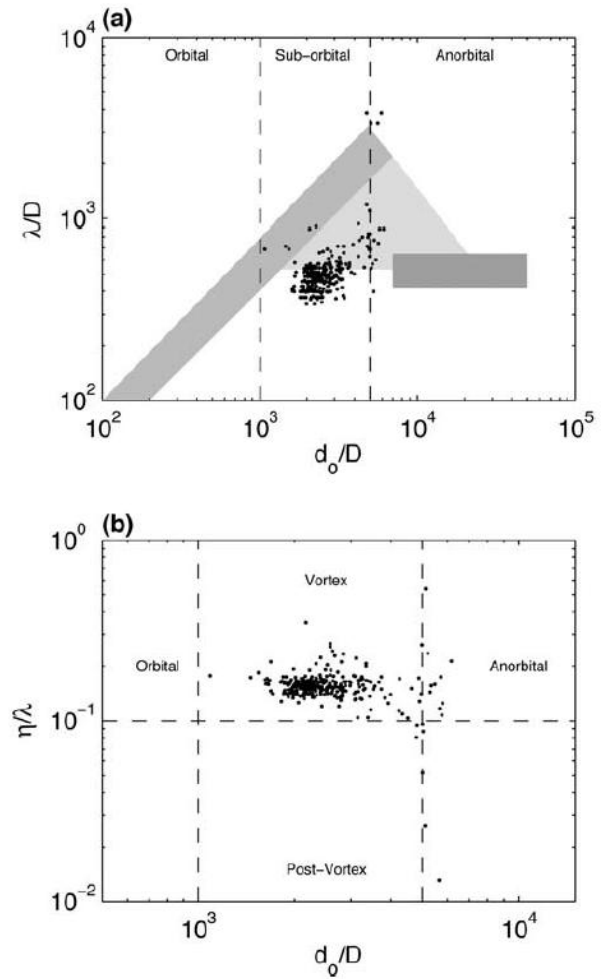 (a)
10^4
Orbital Sub-orbital Anorbital
λ/D
10^3
10^2
10^2 10^3 10^4 10^5
d_o/D
(b)
10^0
Vortex
Orbital Anorbital
η/λ
10^-1
Post-Vortex
10^-2
10^3 10^4
d_o/D